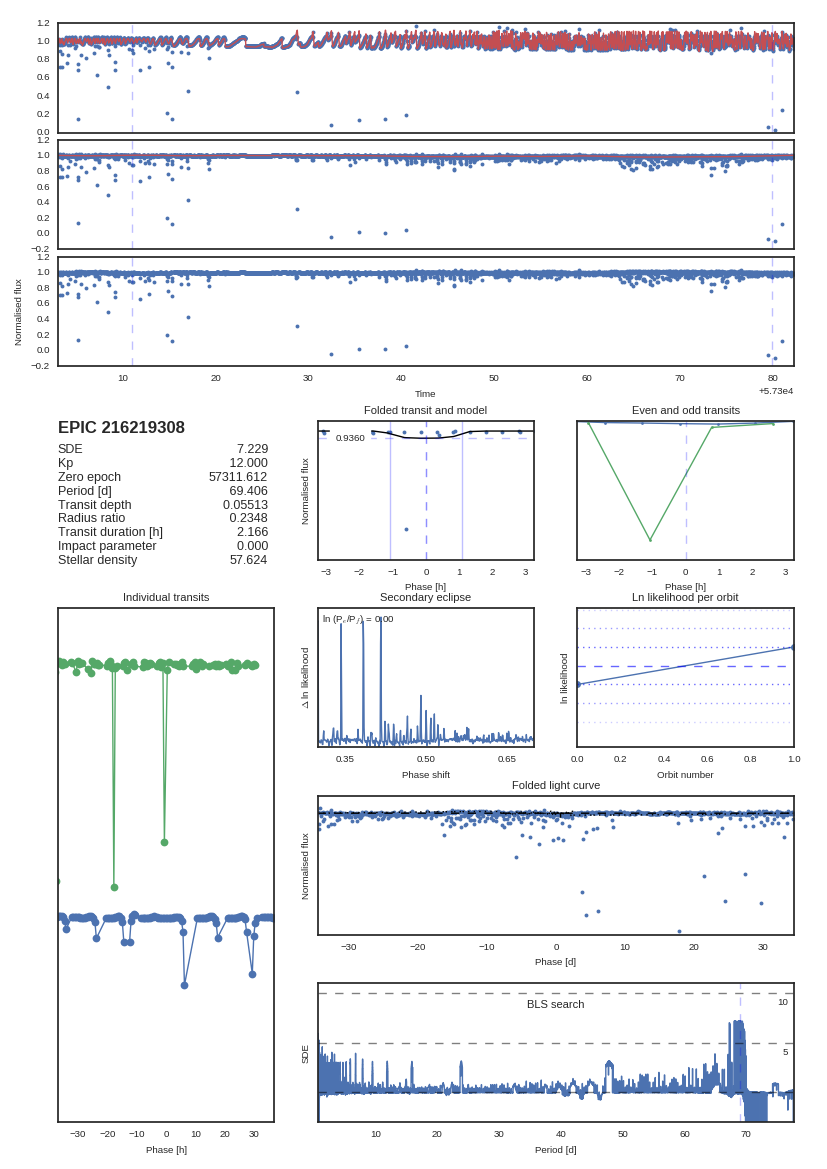 1.2
1.0
0.8
0.6
0.4
0.2
0.0
1.2
1.0
0.8
0.6
0.4
0.2
0.0
−0.2
1.2
1.0
0.8
0.6
0.4
0.2
0.0
−0.2
Normalised flux
10 20 30 40 50 60 70 80
Time
+5.73e4
EPIC 216219308
SDE 7.229
Kp 12.000
Zero epoch 57311.612
Period [d] 69.406
Transit depth 0.05513
Radius ratio 0.2348
Transit duration [h] 2.166
Impact parameter 0.000
Stellar density 57.624
Folded transit and model
0.9360
Normalised flux
−3 −2 −1 0 1 2 3
Phase [h]
Even and odd transits
−3 −2 −1 0 1 2 3
Phase [h]
Individual transits
−30 −20 −10 0 10 20 30
Phase [h]
Secondary eclipse
Δ ln likelihood
0.35 0.50 0.65
Phase shift
Ln likelihood per orbit
ln likelihood
0.0 0.2 0.4 0.6 0.8 1.0
Orbit number
Folded light curve
Normalised flux
−30 −20 −10 0 10 20 30
Phase [d]
BLS search
10
5
SDE
10 20 30 40 50 60 70
Period [d]